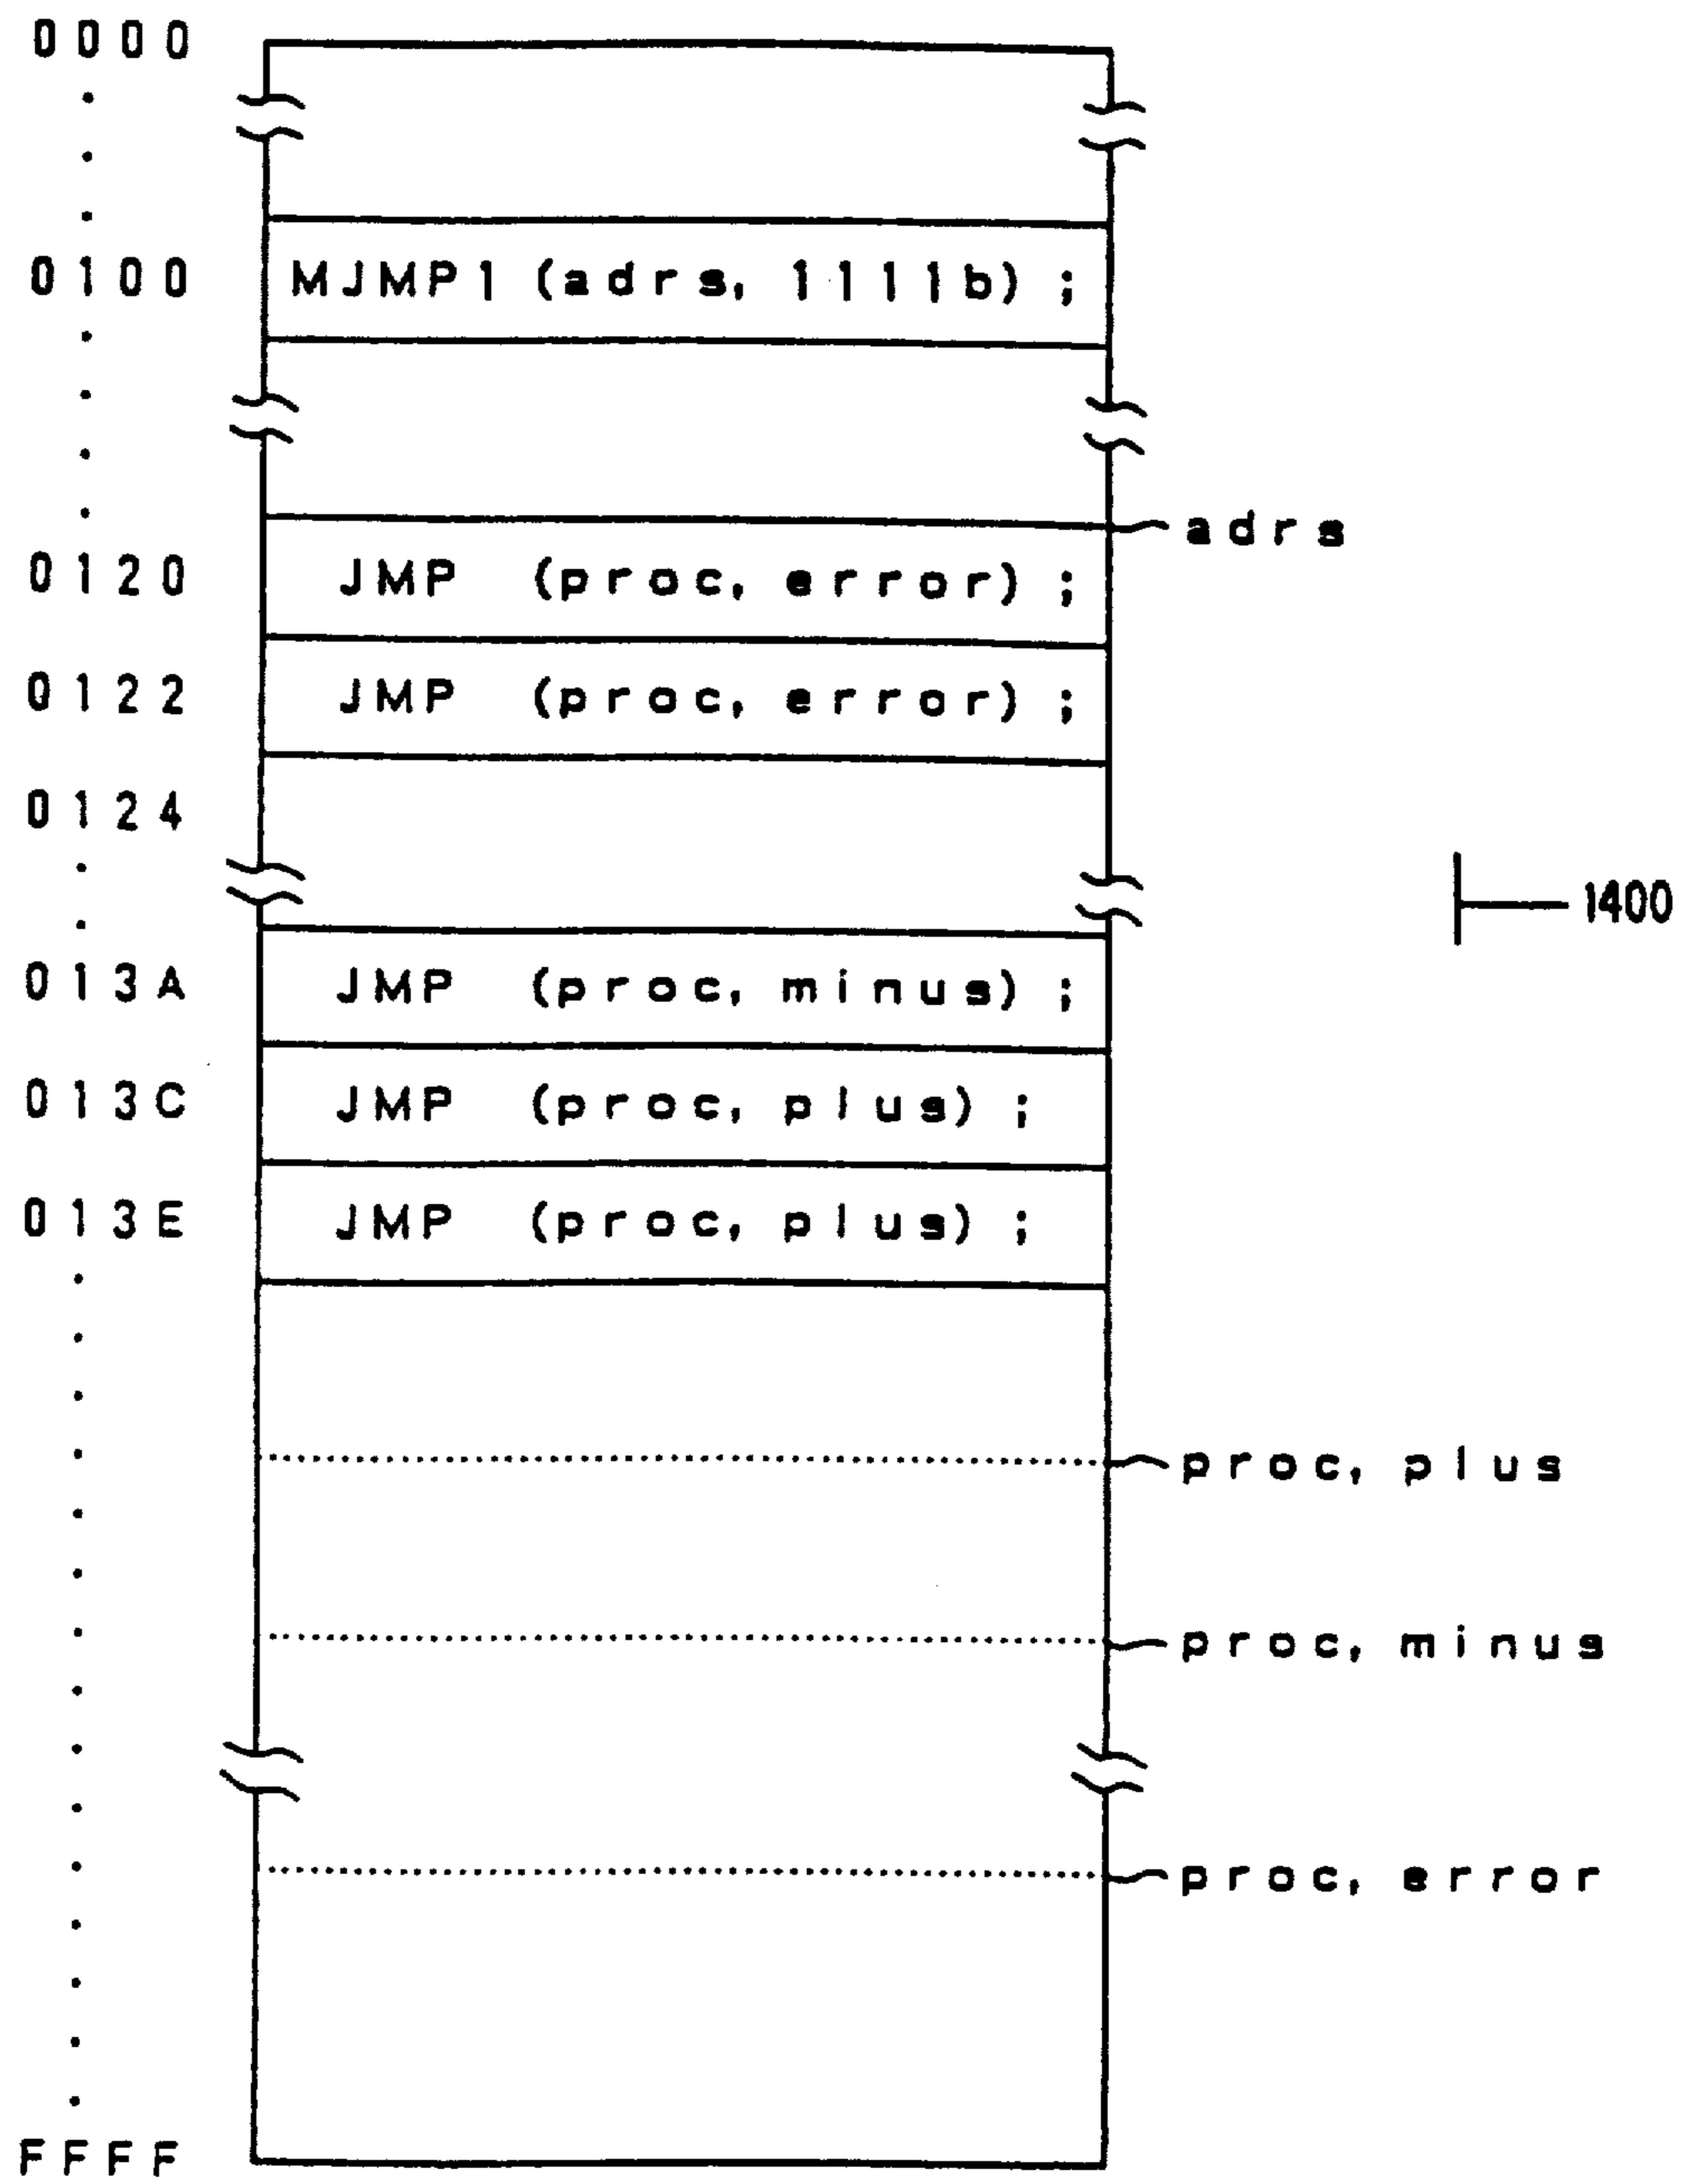 0000
0100 MJMP1 (adrs, 1111b) ;
adrs
0120 JMP (proc, error) ;
0122 JMP (proc, error) ;
0124
1400
013A JMP (proc, minus) ;
013C JMP (proc, plus) ;
013E JMP (proc, plus) ;
proc, plus
proc, minus
proc, error
FFFF